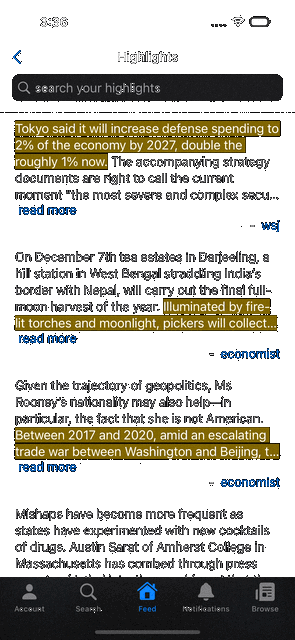 3:36
Highlights
search your highlights
Tokyo said it will increase defense spending to
2% of the economy by 2027, double the
roughly 1% now. The accompanying strategy
documents are right to call the current
moment "the most severe and complex secu...
read more
- wsj
On December 7th tea estates in Darjeeling, a
hill station in West Bengal straddling India's
border with Nepal, will carry out the final full-
moon harvest of the year. Illuminated by fire-
lit torches and moonlight, pickers will collect...
read more
- economist
Given the trajectory of geopolitics, Ms
Rooney's nationality may also help—in
particular, the fact that she is not American.
Between 2017 and 2020, amid an escalating
trade war between Washington and Beijing, t...
read more
- economist
Mishaps have become more frequent as
states have experimented with new cocktails
of drugs. Austin Sarat of Amherst College in
Massachusetts has combed through press
Account
Search
Feed
Notifications
Browse